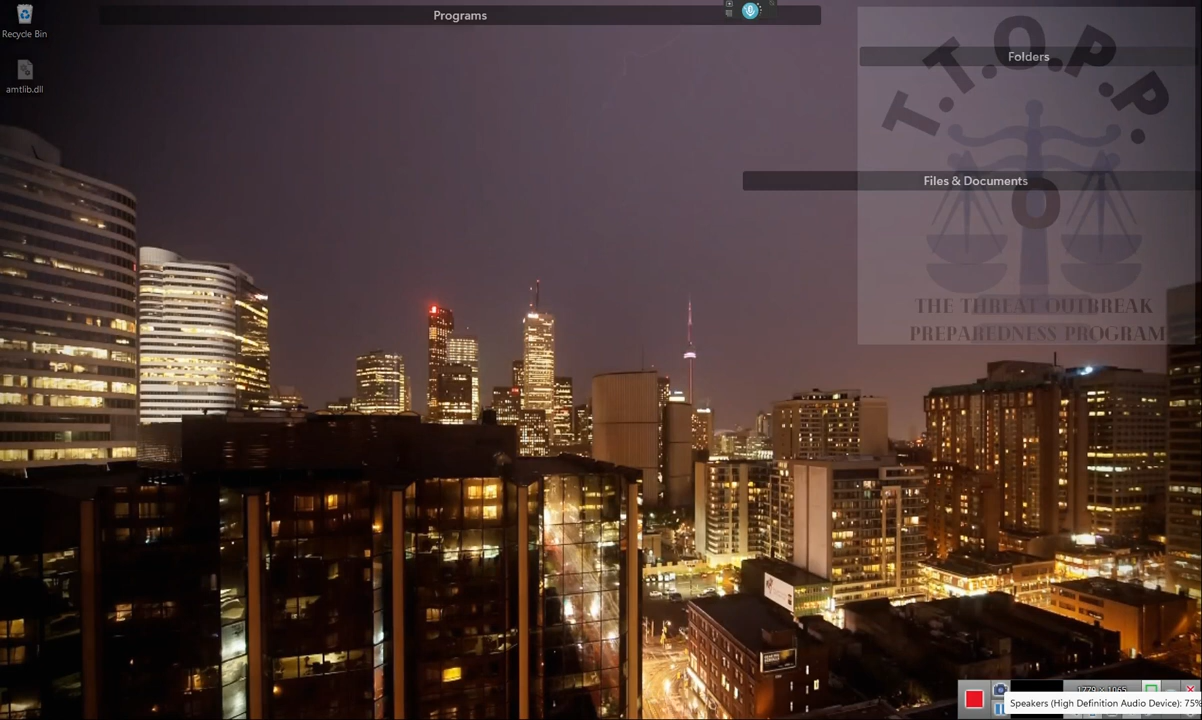 Programs
Recycle Bin
amtlib.dll
Folders
T.T.O.P.P.
Files & Documents
O
THE THREAT OUTBREAK
PREPAREDNESS PROGRAM
Speakers (High Definition Audio Device): 75%